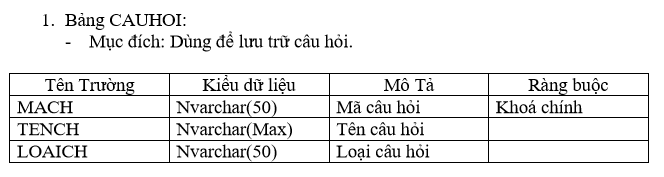 1. Bảng CAUHOI:
- Mục đích: Dùng để lưu trữ câu hỏi.
Tên Trường Kiểu dữ liệu Mô Tả Ràng buộc
MACH Nvarchar(50) Mã câu hỏi Khoá chính
TENCH Nvarchar(Max) Tên câu hỏi
LOAICH Nvarchar(50) Loại câu hỏi